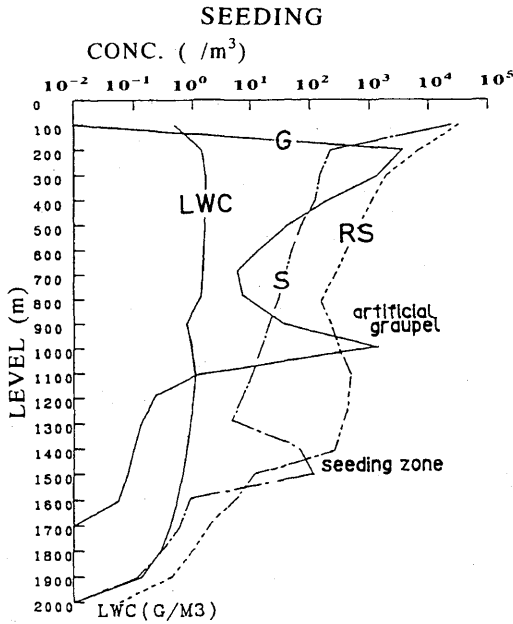 SEEDING
CONC. ( /m³)
10⁻² 10⁻¹ 10⁰ 10¹ 10² 10³ 10⁴ 10⁵
0
100
200
300
400
500
600
700
800
900
1000
1100
1200
1300
1400
1500
1600
1700
1800
1900
2000
LEVEL (m)
G
LWC
RS
S
artificial
graupel
seeding zone
LWC(G/M3)